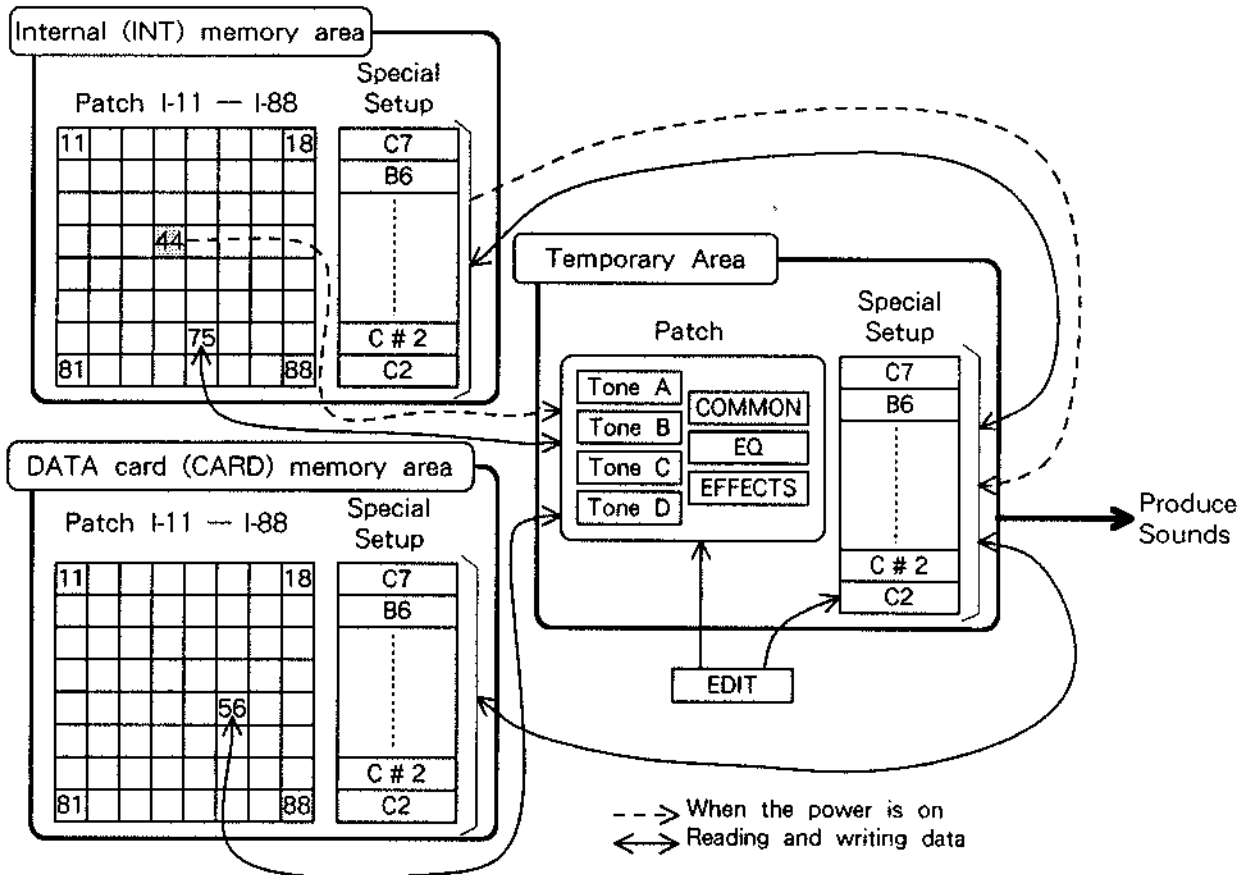 Internal (INT) memory area
Patch I-11 — I-88
Special
Setup
11
18
44
75
81
88
C7
B6
C # 2
C2
DATA card (CARD) memory area
Patch I-11 — I-88
Special
Setup
11
18
56
81
88
C7
B6
C # 2
C2
Temporary Area
Patch
Tone A
Tone B
Tone C
Tone D
COMMON
EQ
EFFECTS
Special
Setup
C7
B6
C # 2
C2
EDIT
Produce
Sounds
When the power is on
Reading and writing data